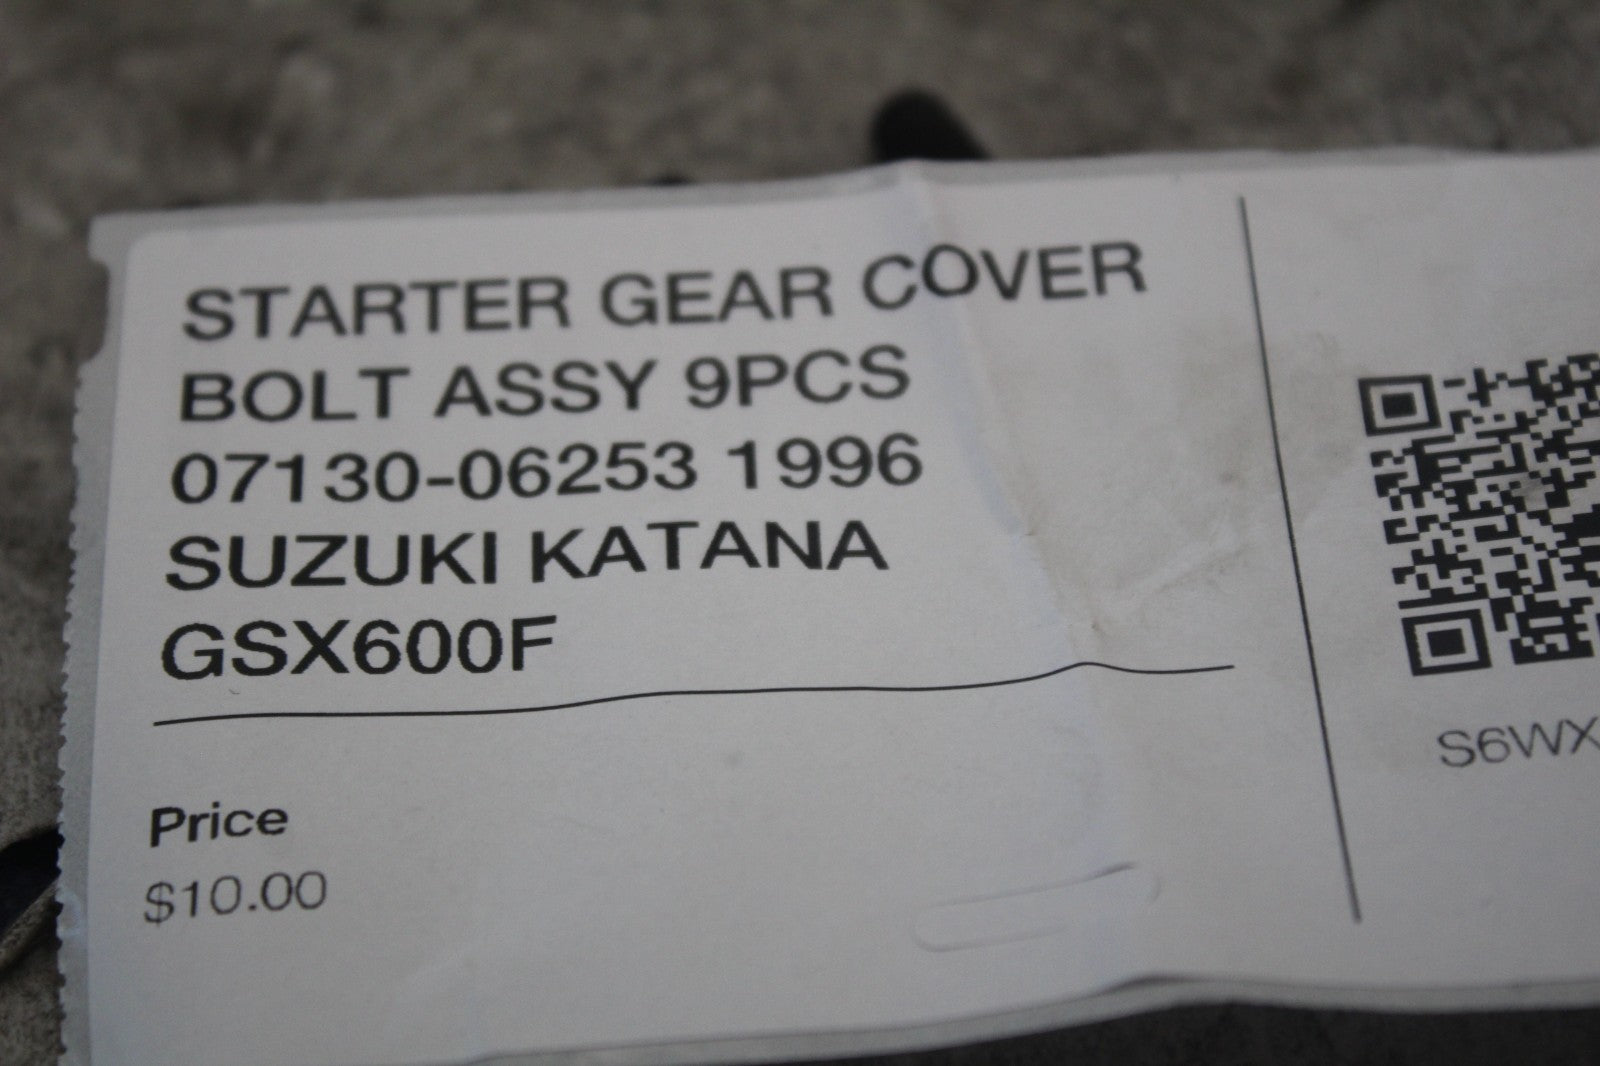 STARTER GEAR COVER
BOLT ASSY 9PCS
07130-06253 1996
SUZUKI KATANA
GSX600F
Price
$10.00
S6WX